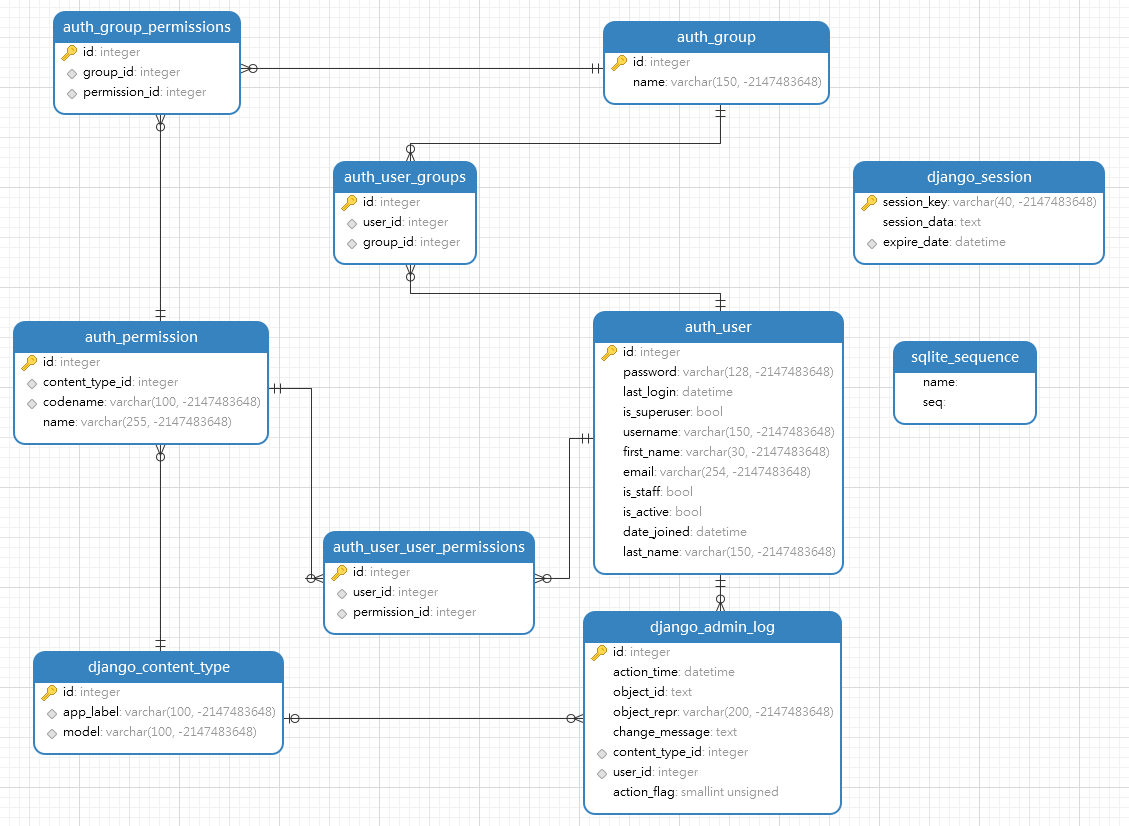 auth_group_permissions
id: integer
group_id: integer
permission_id: integer
auth_group
id: integer
name: varchar(150, -2147483648)
auth_user_groups
id: integer
user_id: integer
group_id: integer
django_session
session_key: varchar(40, -2147483648)
session_data: text
expire_date: datetime
auth_permission
id: integer
content_type_id: integer
codename: varchar(100, -2147483648)
name: varchar(255, -2147483648)
auth_user
id: integer
password: varchar(128, -2147483648)
last_login: datetime
is_superuser: bool
username: varchar(150, -2147483648)
first_name: varchar(30, -2147483648)
email: varchar(254, -2147483648)
is_staff: bool
is_active: bool
date_joined: datetime
last_name: varchar(150, -2147483648)
sqlite_sequence
name:
seq:
auth_user_user_permissions
id: integer
user_id: integer
permission_id: integer
django_content_type
id: integer
app_label: varchar(100, -2147483648)
model: varchar(100, -2147483648)
django_admin_log
id: integer
action_time: datetime
object_id: text
object_repr: varchar(200, -2147483648)
change_message: text
content_type_id: integer
user_id: integer
action_flag: smallint unsigned